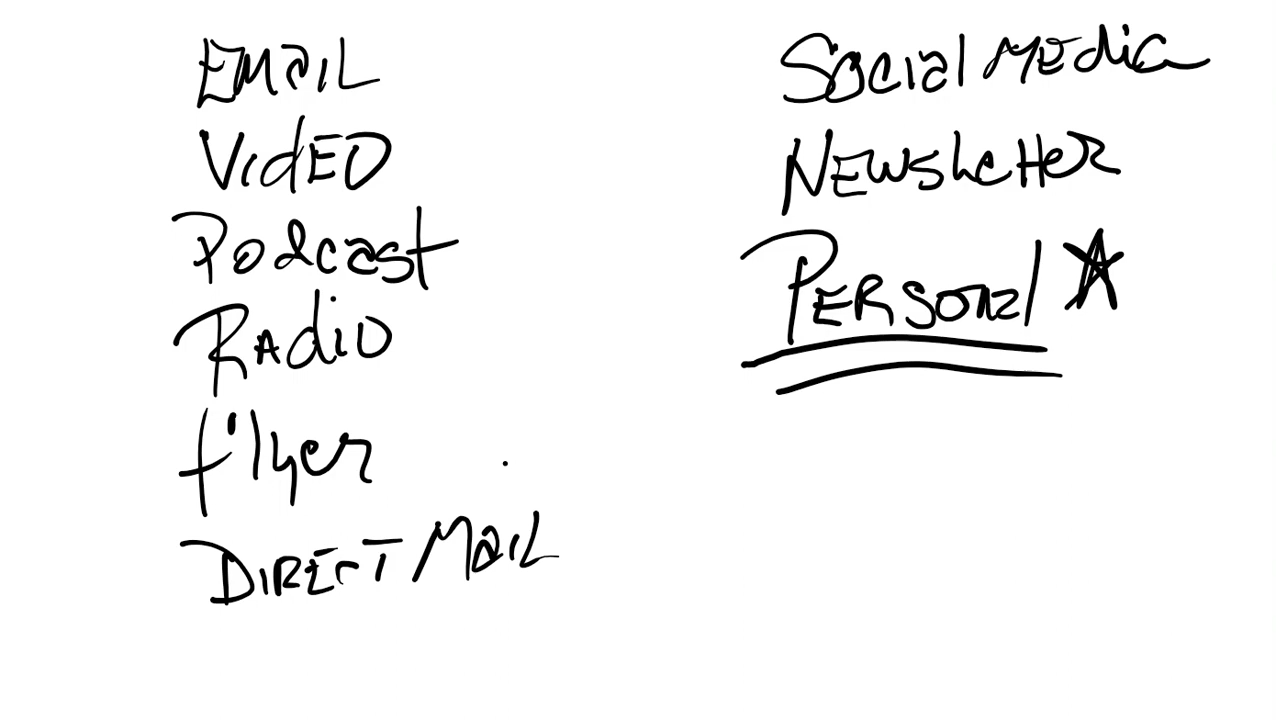 Email
Video
Podcast
Radio
Flyer
Direct Mail
Social Media
Newsletter
Personal